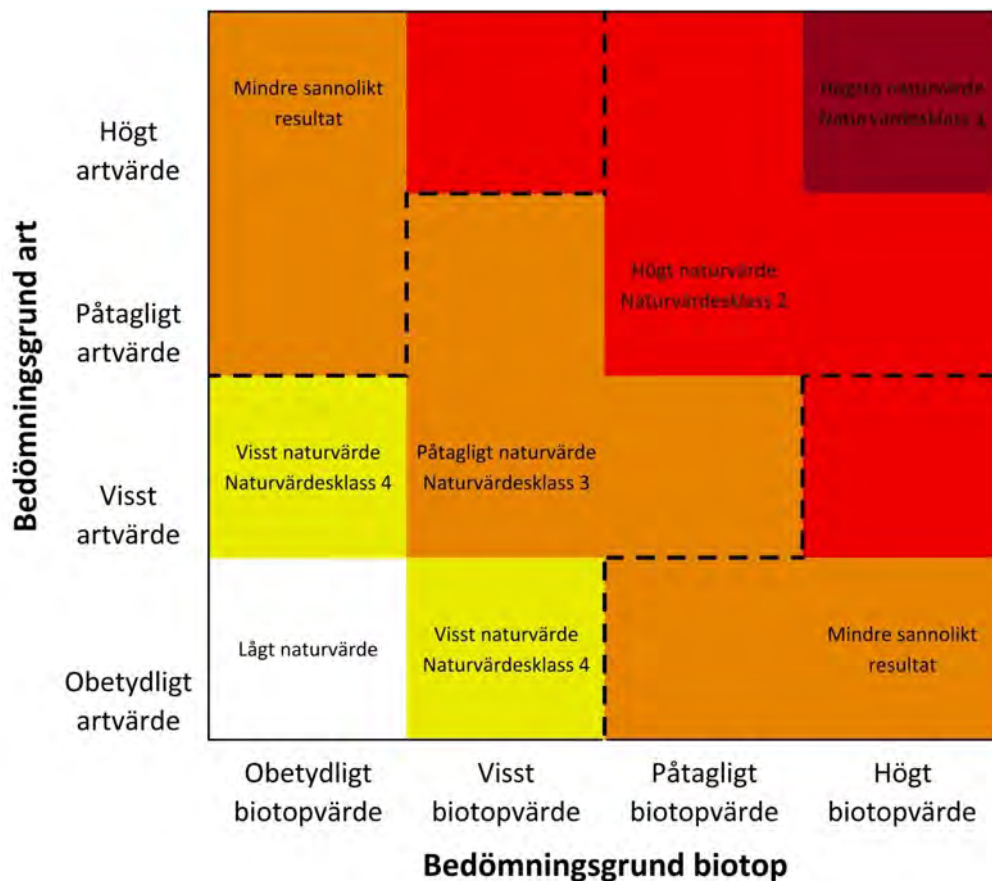 Mindre sannolikt
resultat
Högsta naturvärde
Naturvärdesklass 1
Högt
artvärde
Högt naturvärde
Naturvärdesklass 2
Påtagligt
artvärde
Bedömningsgrund art
Visst naturvärde
Naturvärdesklass 4
Påtagligt naturvärde
Naturvärdesklass 3
Visst
artvärde
Lågt naturvärde
Visst naturvärde
Naturvärdesklass 4
Mindre sannolikt
resultat
Obetydligt
artvärde
Obetydligt
biotopvärde
Visst
biotopvärde
Påtagligt
biotopvärde
Högt
biotopvärde
Bedömningsgrund biotop